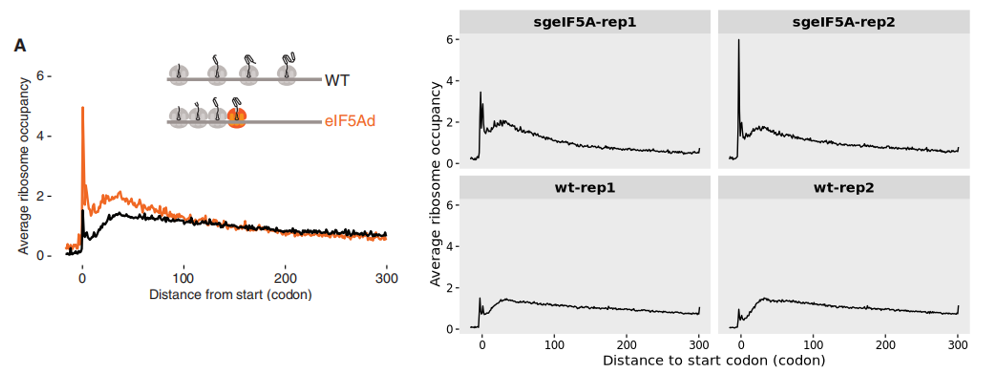 A
Average ribosome occupancy
6
4
2
0
WT
eIF5Ad
0 100 200 300
Distance from start (codon)
sgeIF5A-rep1 sgeIF5A-rep2
wt-rep1 wt-rep2
Average ribosome occupancy
6
4
2
0
6
4
2
0
0 100 200 300 0 100 200 300
Distance to start codon (codon)